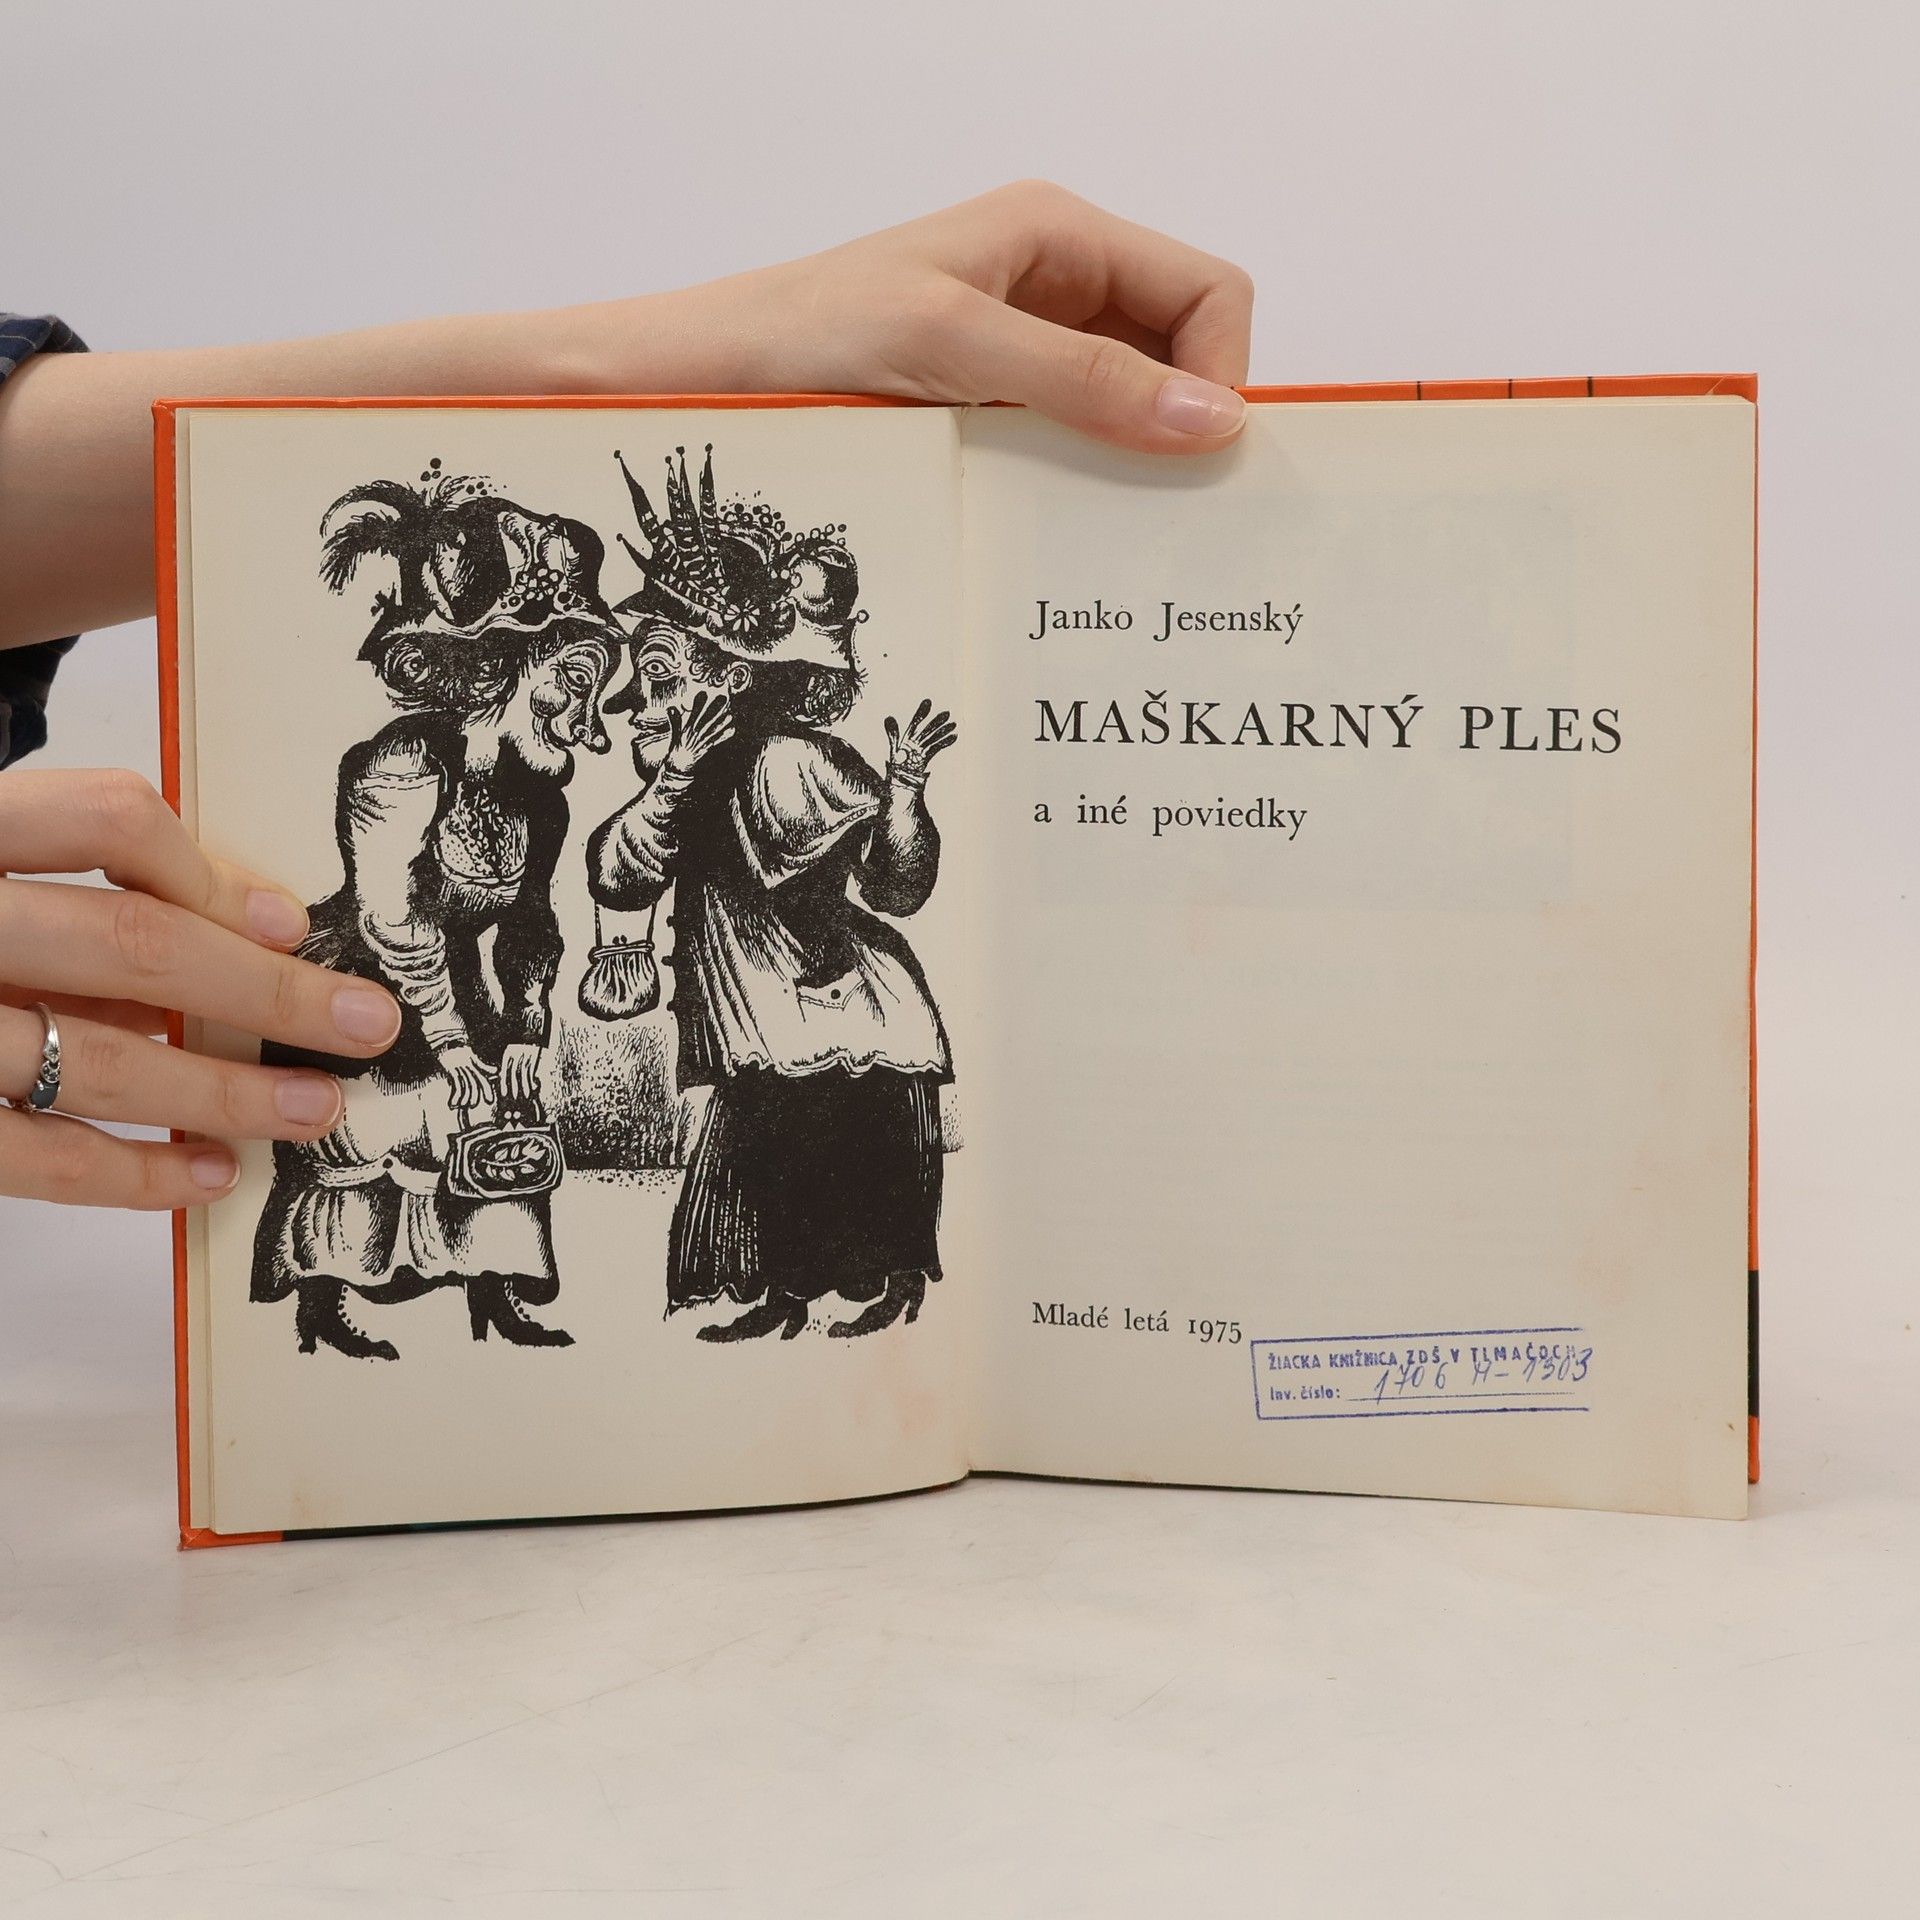 Janko Jesenský
MAŠKARNÝ PLES
a iné poviedky
Mladé letá 1975
ŽIACKA KNIŽNICA ZDŠ V TLMAČOCH
Inv. číslo: 1706 H-1303